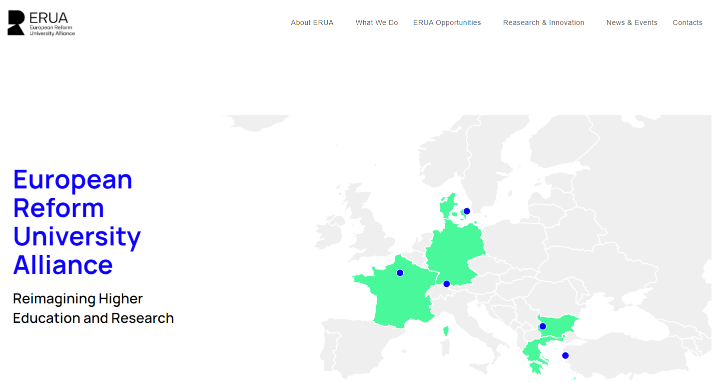 ERUA
European Reform
University Alliance
About ERUA
What We Do
ERUA Opportunities
Reasearch & Innovation
News & Events
Contacts
European
Reform
University
Alliance
Reimagining Higher
Education and Research